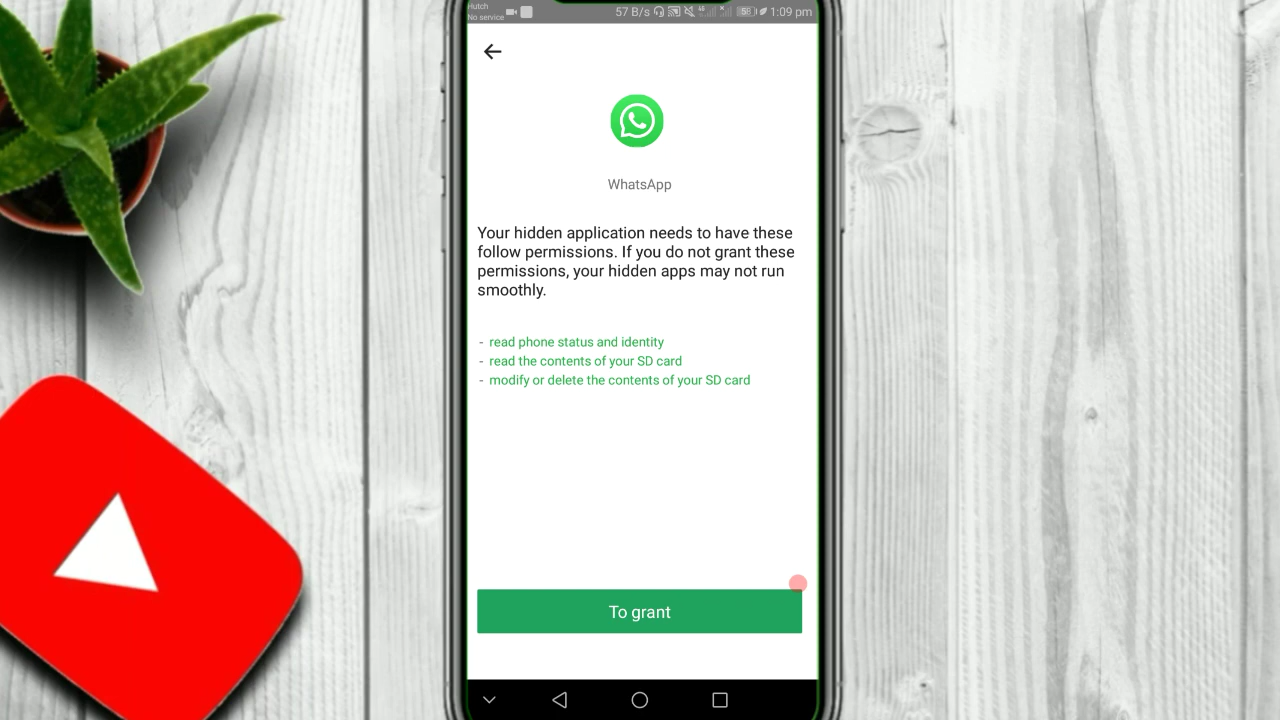 Hutch
No service
57 B/s
58
1:09 pm
WhatsApp
Your hidden application needs to have these
follow permissions. If you do not grant these
permissions, your hidden apps may not run
smoothly.
- read phone status and identity
- read the contents of your SD card
- modify or delete the contents of your SD card
To grant